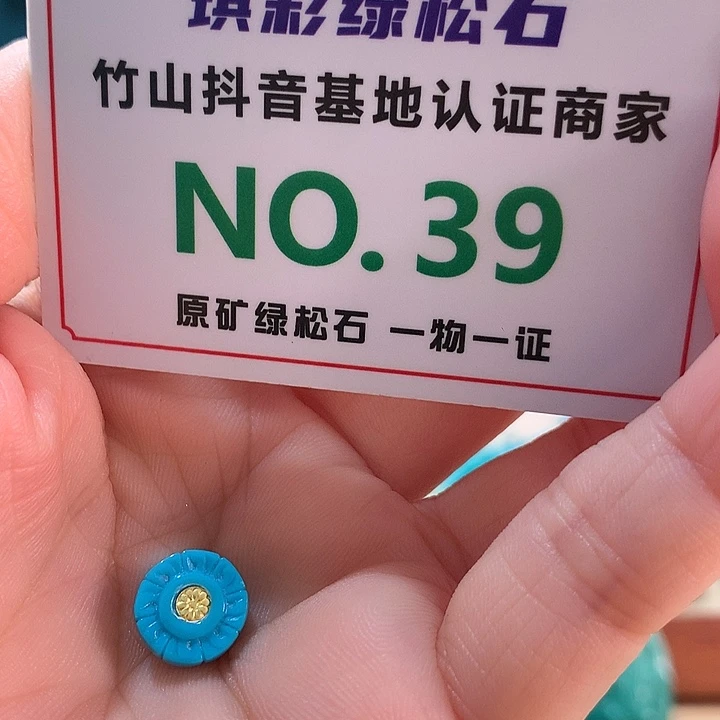 琪彩绿松石
竹山抖音基地认证商家
NO.39
原矿绿松石 一物一证